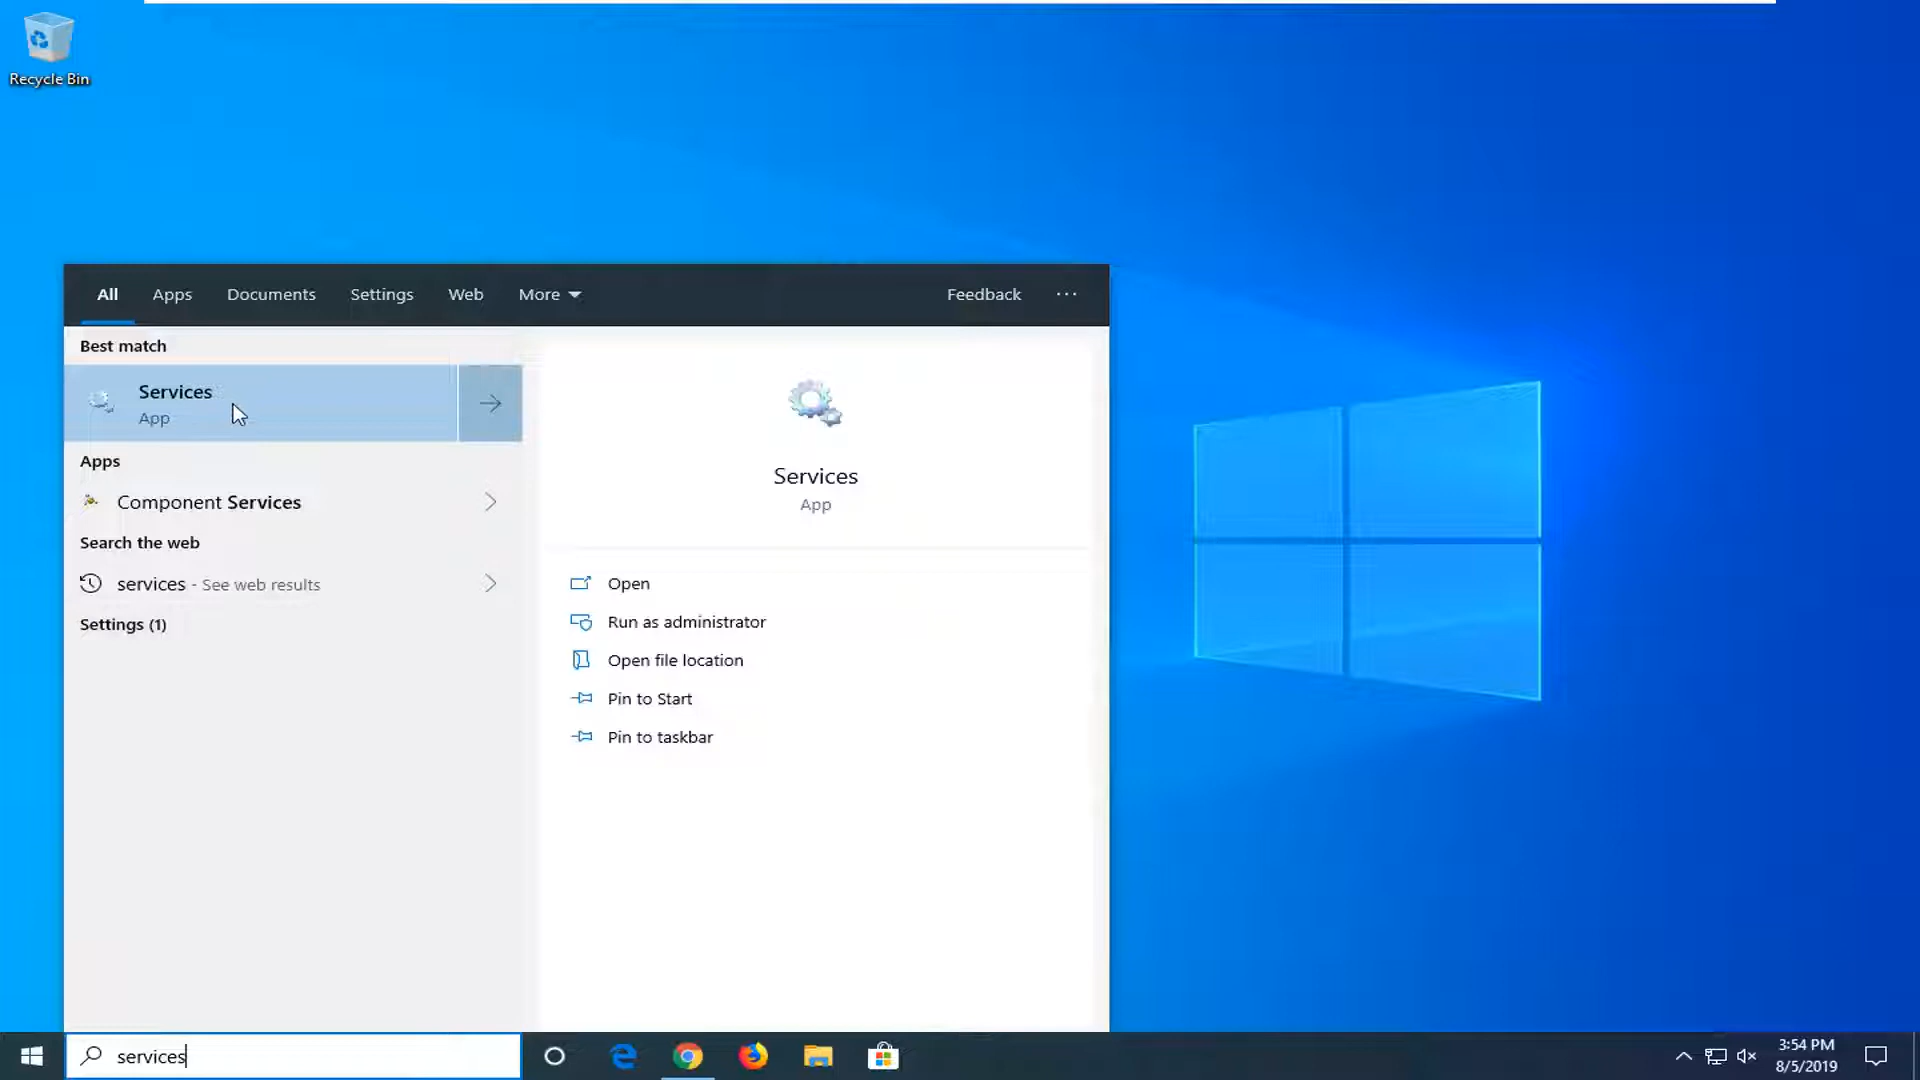 Recycle Bin
All Apps Documents Settings Web More Feedback ···
Best match
Services
App
Apps
Component Services
Search the web
services - See web results
Settings (1)
Services
App
Open
Run as administrator
Open file location
Pin to Start
Pin to taskbar
services
3:54 PM
8/5/2019